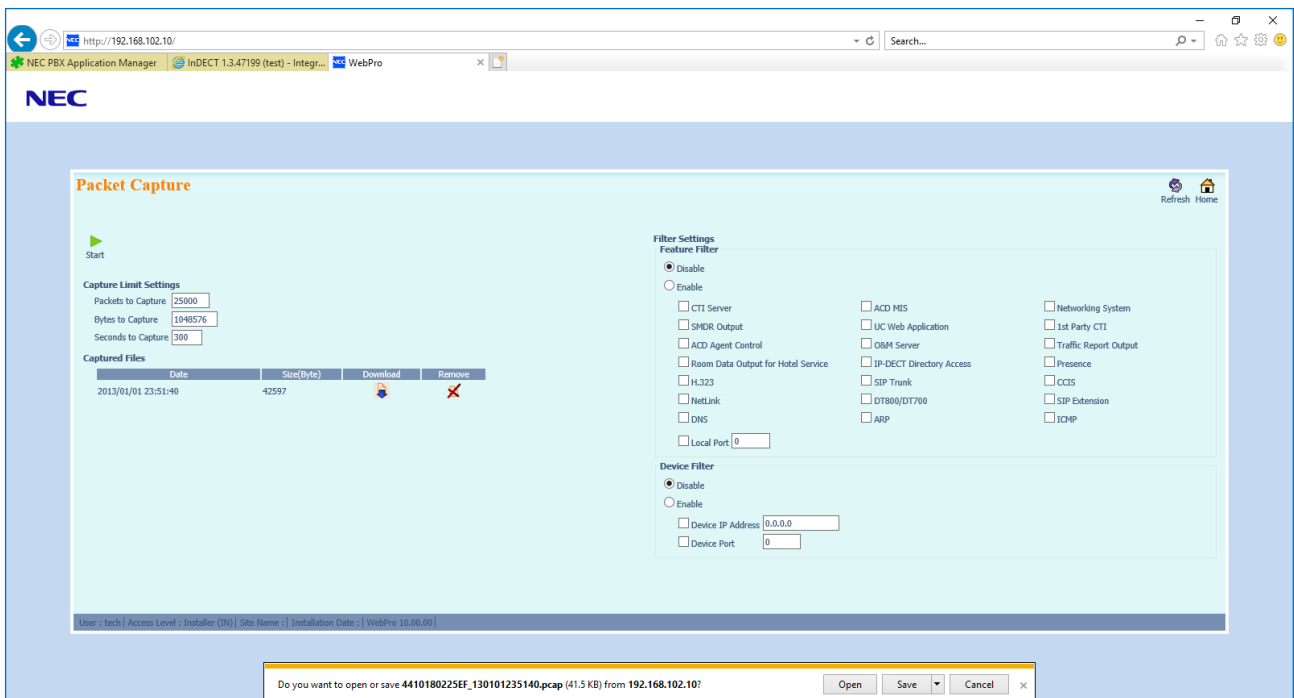 http://192.168.102.10/
Search...
NEC PBX Application Manager
InDECT 1.3.47199 (test) - Integr...
WebPro
NEC
Packet Capture
Refresh Home
Start
Capture Limit Settings
Packets to Capture 25000
Bytes to Capture 1048576
Seconds to Capture 300
Captured Files
Date Size(Byte) Download Remove
2013/01/01 23:51:40 42597
Filter Settings
Feature Filter
Disable
Enable
CTI Server ACD MIS Networking System
SMDR Output UC Web Application 1st Party CTI
ACD Agent Control O&M Server Traffic Report Output
Room Data Output for Hotel Service IP-DECT Directory Access Presence
H.323 SIP Trunk CCIS
NetLink DT800/DT700 SIP Extension
DNS ARP ICMP
Local Port 0
Device Filter
Disable
Enable
Device IP Address 0.0.0.0
Device Port 0
User : tech | Access Level : Installer (IN) | Site Name : | Installation Date : | WebPro 10.00.00 |
Do you want to open or save 4410180225EF_130101235140.pcap (41.5 KB) from 192.168.102.10?
Open Save Cancel